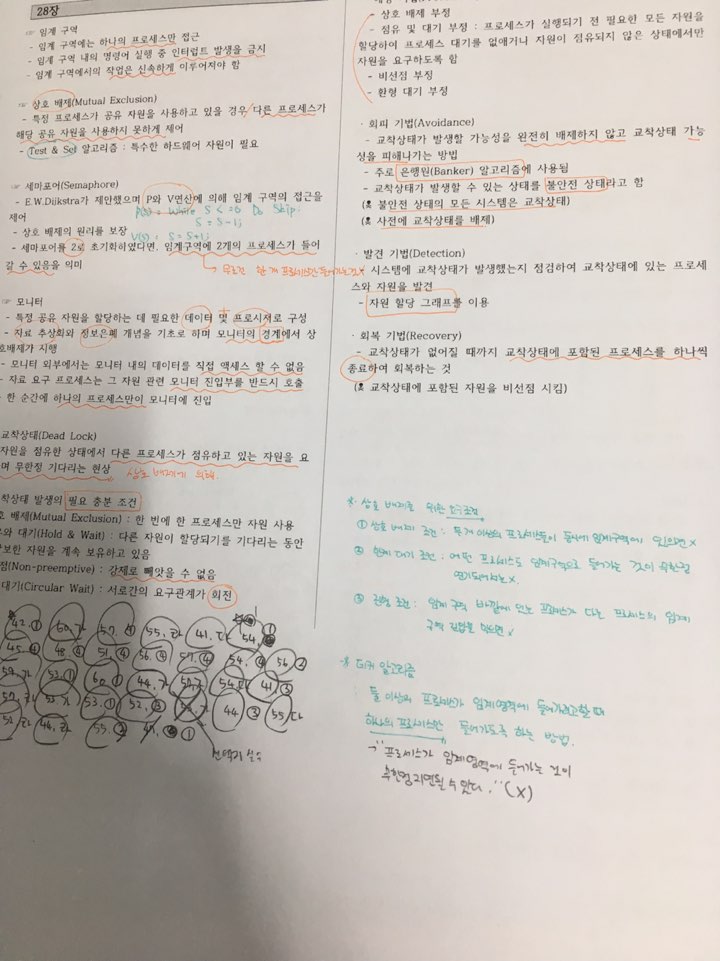 28장
☞ 임계 구역
- 임계 구역에는 하나의 프로세스만 접근
- 임계 구역 내의 명령어 실행 중 인터럽트 발생을 금지
- 임계 구역에서의 작업은 신속하게 이루어져야 함
☞ 상호 배제(Mutual Exclusion)
- 특정 프로세스가 공유 자원을 사용하고 있을 경우 다른 프로세스가
해당 공유 자원을 사용하지 못하게 제어
- Test & Set 알고리즘 : 특수한 하드웨어 자원이 필요
☞ 세마포어(Semaphore)
- E.W.Dijkstra가 제안했으며 P와 V연산에 의해 임계 구역의 접근을
제어
P(s) = While S <=0 Do Skip.
S = S-1;
- 상호 배제의 원리를 보장
V(s) : S = S+1;
- 세마포어를 2로 초기화하였다면, 임계구역에 2개의 프로세스가 들어
갈 수 있음을 의미
☞ 모니터
- 특정 공유 자원을 할당하는 데 필요한 데이터 및 프로시저로 구성
- 자료 추상화와 정보은폐 개념을 기초로 하며 모니터의 경계에서 상
호배제가 시행
- 모니터 외부에서는 모니터 내의 데이터를 직접 액세스 할 수 없음
- 자료 요구 프로세스는 그 자원 관련 모니터 진입부를 반드시 호출
한 순간에 하나의 프로세스만이 모니터에 진입
교착상태(Dead Lock)
자원을 점유한 상태에서 다른 프로세스가 점유하고 있는 자원을 요
며 무한정 기다리는 현상
상호 배제에 의해.
착상태 발생의 필요 충분 조건
호 배제(Mutual Exclusion) : 한 번에 한 프로세스만 자원 사용
와 대기(Hold & Wait) : 다른 자원이 할당되기를 기다리는 동안
보한 자원을 계속 보유하고 있음
점(Non-preemptive) : 강제로 빼앗을 수 없음
대기(Circular Wait) : 서로간의 요구관계가 회전
- 상호 배제 부정
- 점유 및 대기 부정 : 프로세스가 실행되기 전 필요한 모든 자원을
할당하여 프로세스 대기를 없애거나 자원이 점유되지 않은 상태에서만
자원을 요구하도록 함
- 비선점 부정
- 환형 대기 부정
· 회피 기법(Avoidance)
- 교착상태가 발생할 가능성을 완전히 배제하지 않고 교착상태 가능
성을 피해나가는 방법
- 주로 은행원(Banker) 알고리즘에 사용됨
- 교착상태가 발생할 수 있는 상태를 불안전 상태라고 함
불안전 상태의 모든 시스템은 교착상태)
사전에 교착상태를 배제)
· 발견 기법(Detection)
시스템에 교착상태가 발생했는지 점검하여 교착상태에 있는 프로세
스와 자원을 발견
- 자원 할당 그래프를 이용
· 회복 기법(Recovery)
- 교착상태가 없어질 때까지 교착상태에 포함된 프로세스를 하나씩
종료하여 회복하는 것
교착상태에 포함된 자원을 비선점 시킴)
* 상호 배제를 위한 요구조건
① 상호 배제 조건 : 두개 이상의 프로세스들이 동시에 임계구역에 있으면 x
② 한계 대기 조건 : 어떤 프로세스도 임계구역으로 들어가는 것이 무한정
연기되어서는 x.
③ 진행 조건 : 임계 구역 바깥에 있는 프로세스가 다른 프로세스의 임계
구역 진입을 막으면 x
* 데커 알고리즘
: 둘 이상의 프로세스가 임계영역에 들어가려고할 때
하나의 프로세스만 들어가도록 하는 방법.
→ "프로세스가 임계영역에 들어가는 것이
무한정 지연될 수 있다." (X)